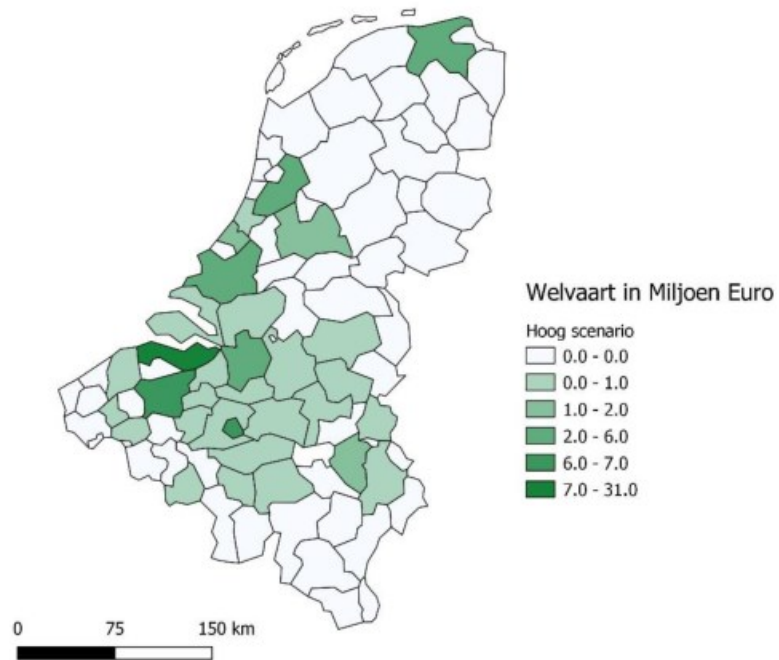 Welvaart in Miljoen Euro
Hoog scenario
0.0 - 0.0
0.0 - 1.0
1.0 - 2.0
2.0 - 6.0
6.0 - 7.0
7.0 - 31.0
0 75 150 km